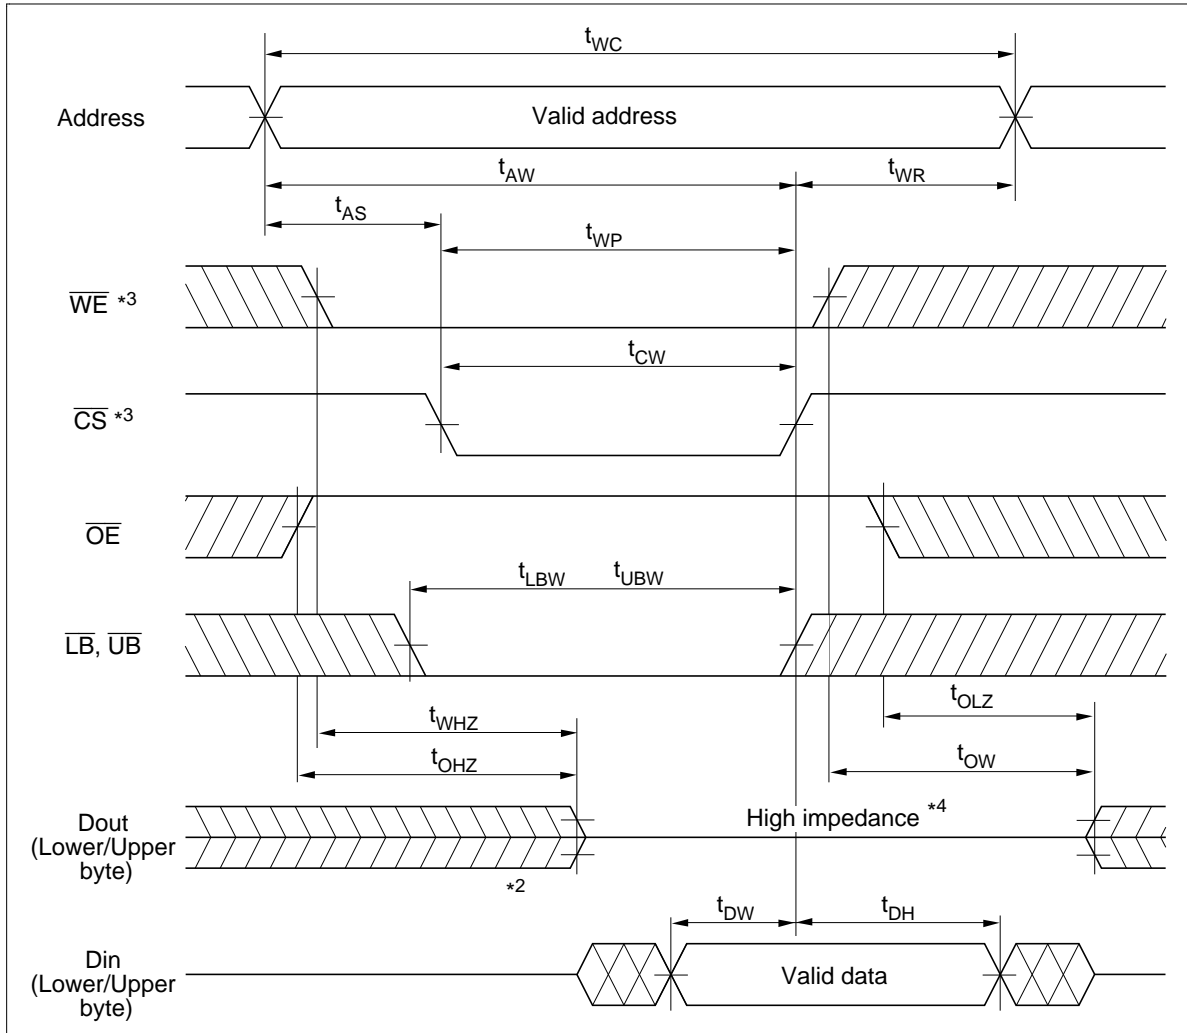 tWC
Address
Valid address
tAW
tWR
tAS
tWP
WE *3
tCW
CS *3
OE
tLBW tUBW
LB, UB
tOLZ
tWHZ
tOW
tOHZ
High impedance *4
Dout
(Lower/Upper
byte)
*2
tDW
tDH
Din
(Lower/Upper
byte)
Valid data